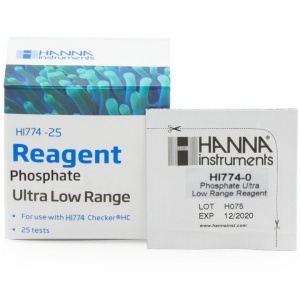 HANNA
instruments
HI774-25
Reagent
Phosphate
Ultra Low Range
For use with HI774 Checker®HC
25 tests
HANNA
instruments
HI774-0
Phosphate Ultra
Low Range Reagent
LOT H075
EXP 12/2020
www.hannainst.com